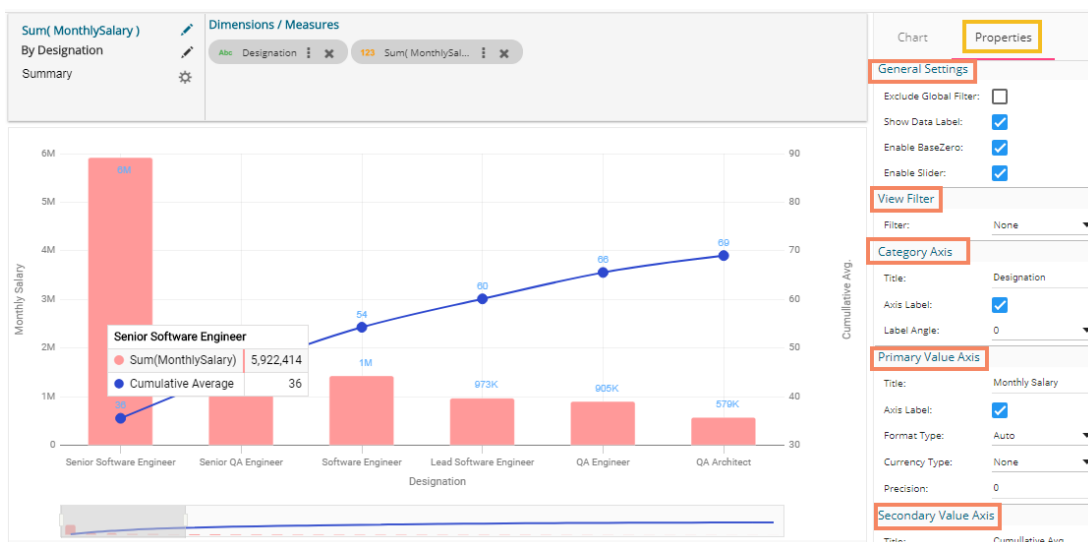 Sum( MonthlySalary )
By Designation
Summary
Dimensions / Measures
Abc Designation
123 Sum( MonthlySal...
Chart
Properties
General Settings
Exclude Global Filter:
Show Data Label:
Enable BaseZero:
Enable Slider:
View Filter
Filter: None
Category Axis
Title: Designation
Axis Label:
Label Angle: 0
Primary Value Axis
Title: Monthly Salary
Axis Label:
Format Type: Auto
Currency Type: None
Precision: 0
Secondary Value Axis
Title: Cumullative Avg
6M
5M
4M
3M
2M
1M
0
Monthly Salary
90
80
70
60
50
40
30
Cumullative Avg.
6M
1M
973K
905K
579K
36
54
60
66
69
Senior Software Engineer
Sum(MonthlySalary) 5,922,414
Cumulative Average 36
Senior Software Engineer
Senior QA Engineer
Software Engineer
Lead Software Engineer
QA Engineer
QA Architect
Designation